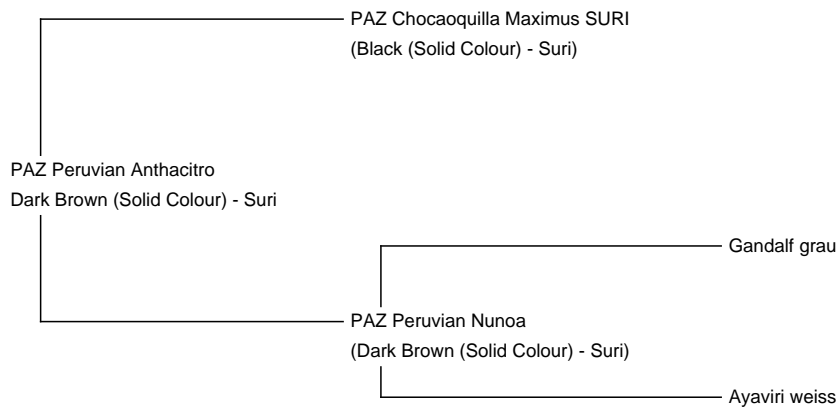 PAZ Chocaoquilla Maximus SURI
(Black (Solid Colour) - Suri)
PAZ Peruvian Anthacitro
Dark Brown (Solid Colour) - Suri
Gandalf grau
PAZ Peruvian Nunoa
(Dark Brown (Solid Colour) - Suri)
Ayaviri weiss